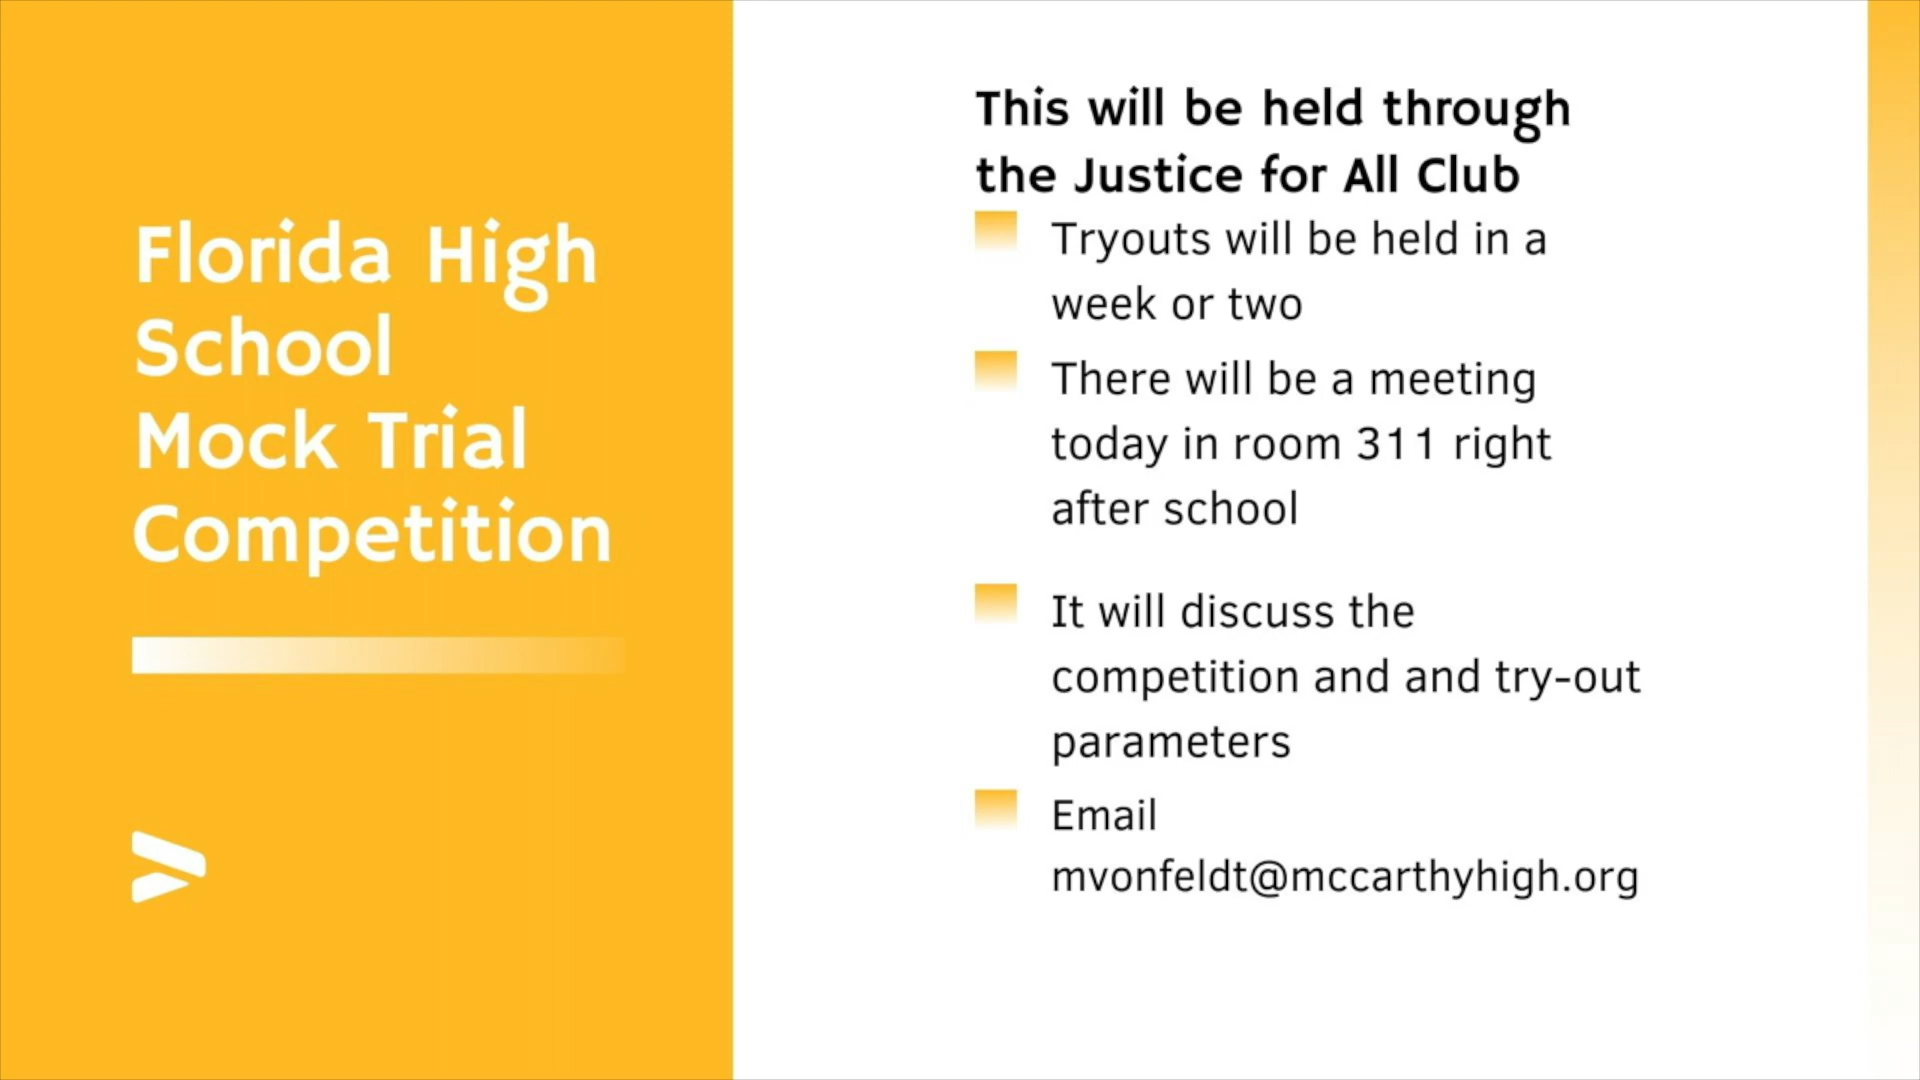 Florida High
School
Mock Trial
Competition
This will be held through
the Justice for All Club
Tryouts will be held in a
week or two
There will be a meeting
today in room 311 right
after school
It will discuss the
competition and and try-out
parameters
Email
mvonfeldt@mccarthyhigh.org